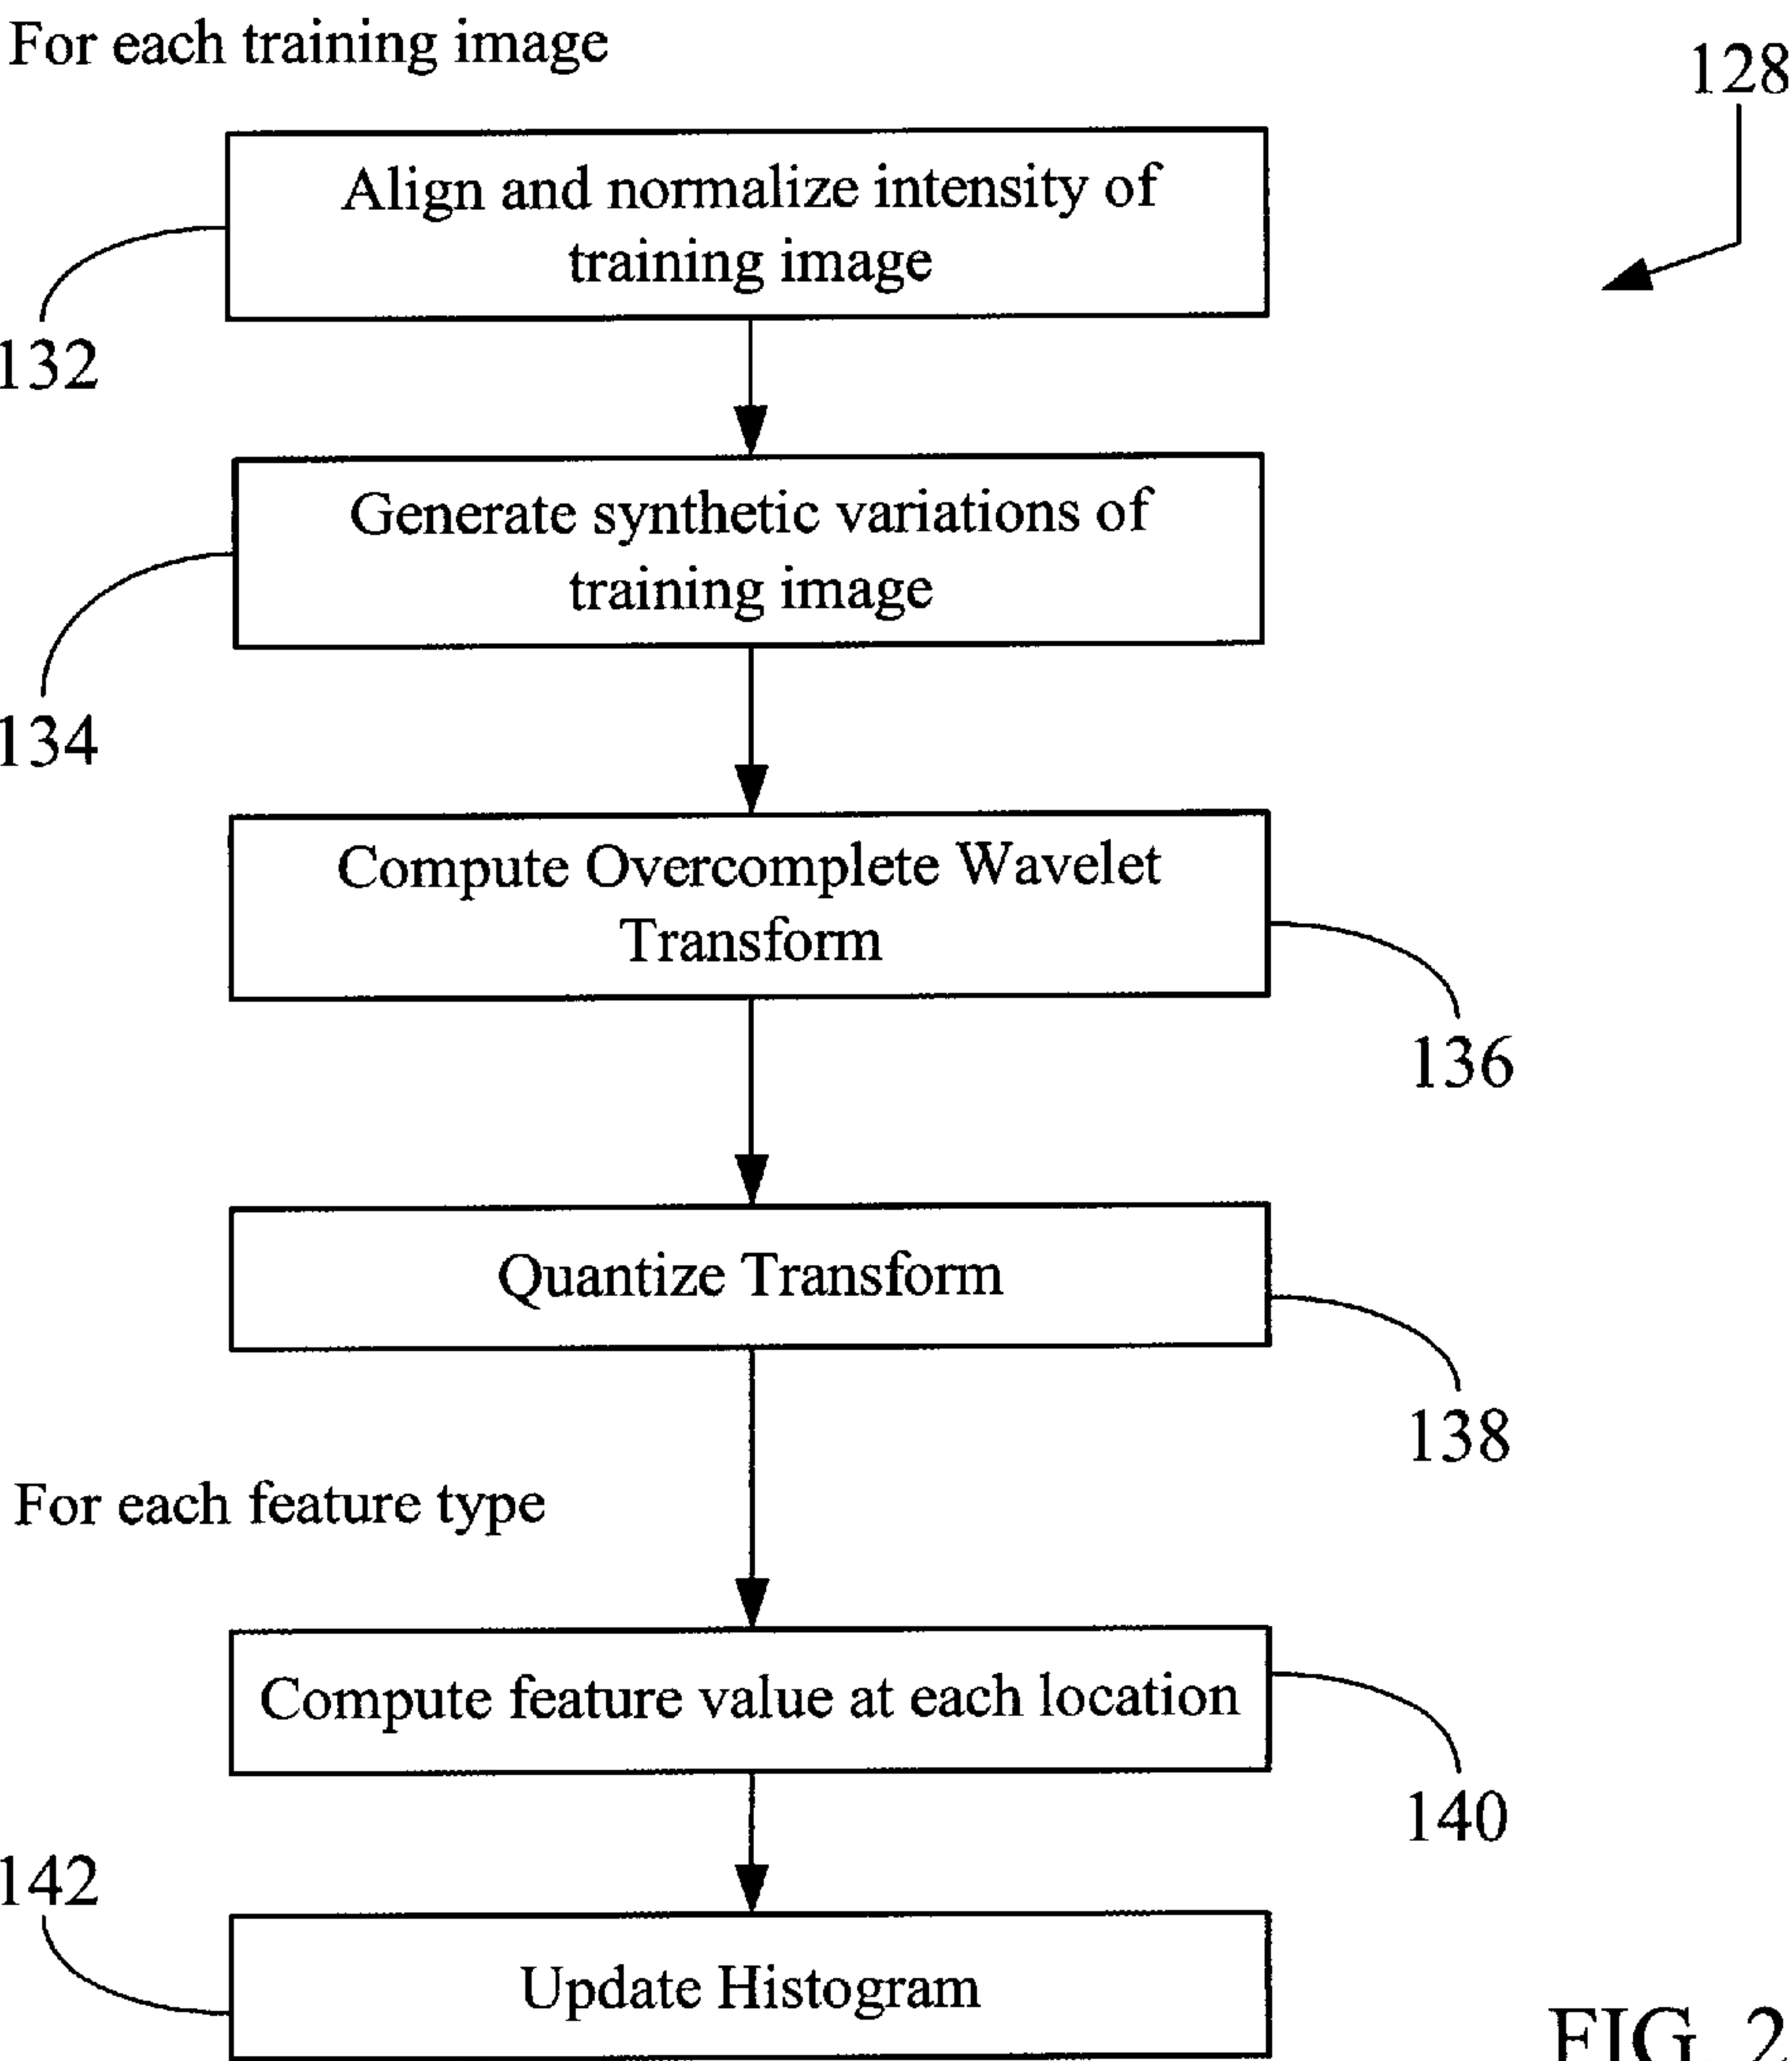 For each training image
128
Align and normalize intensity of
training image
132
Generate synthetic variations of
training image
134
Compute Overcomplete Wavelet
Transform
136
Quantize Transform
138
For each feature type
Compute feature value at each location
140
142
Update Histogram
FIG. 2